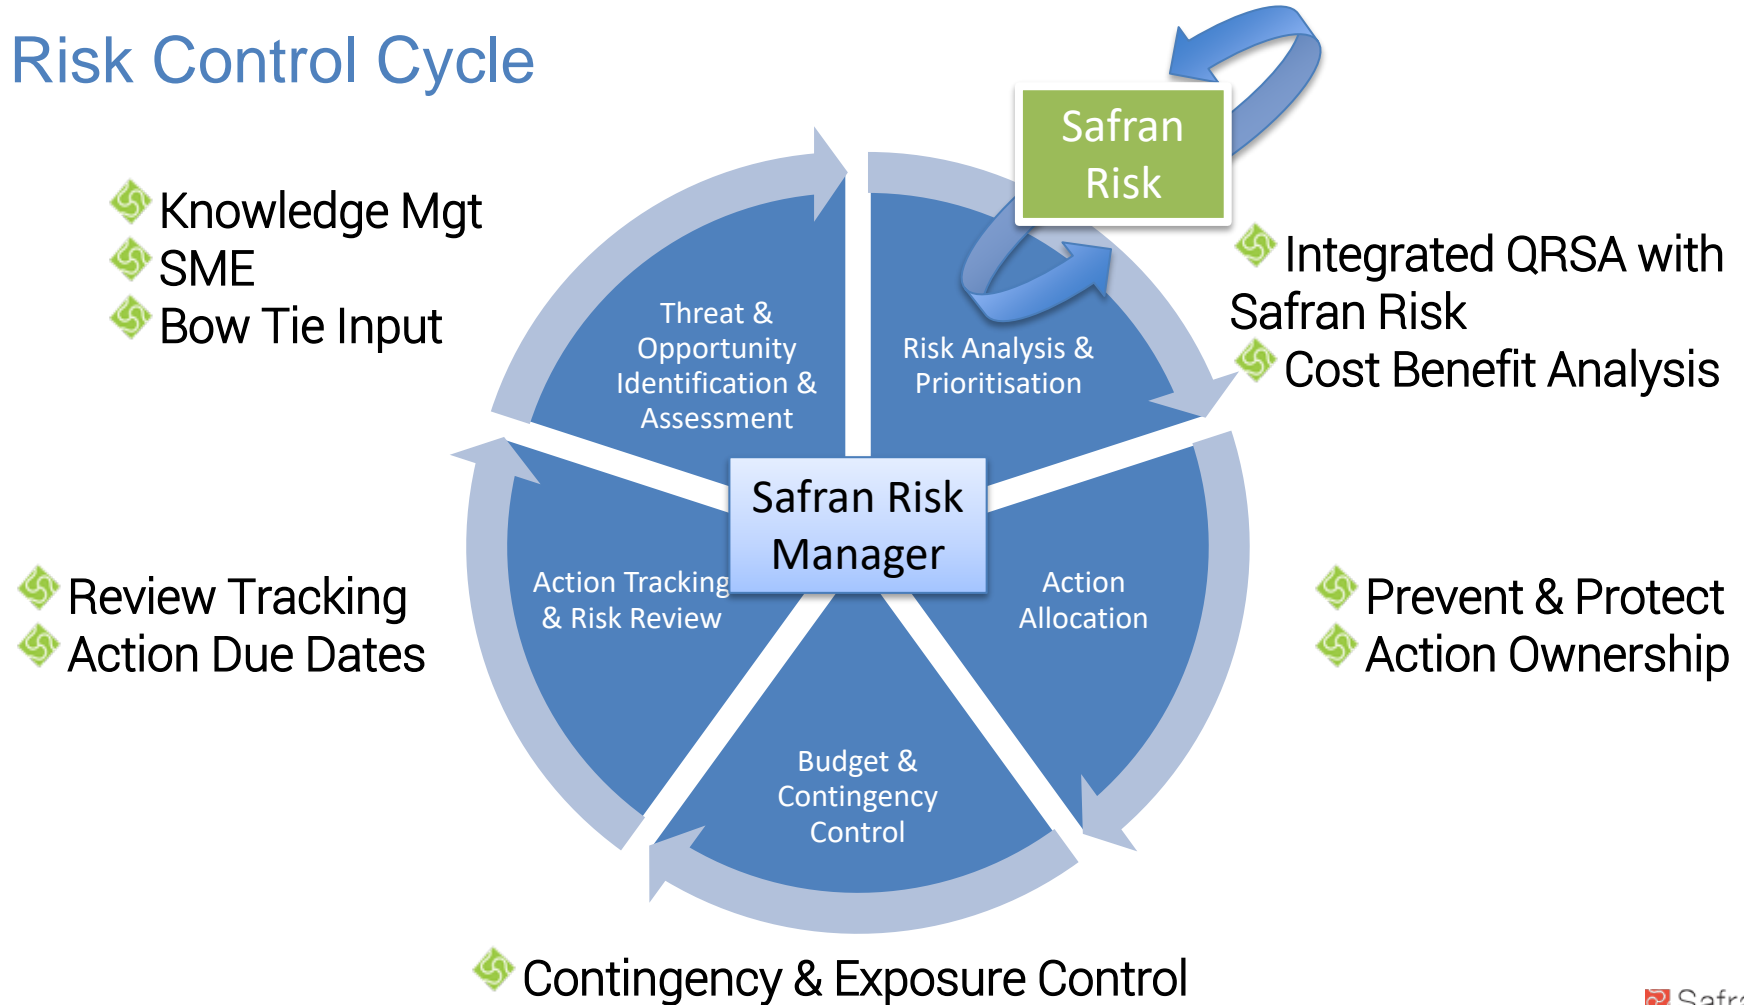 Risk Control Cycle
Safran
Risk
Knowledge Mgt
SME
Bow Tie Input
Integrated QRSA with
Safran Risk
Cost Benefit Analysis
Threat &
Opportunity
Identification &
Assessment
Risk Analysis &
Prioritisation
Safran Risk
Manager
Review Tracking
Action Due Dates
Action Tracking
& Risk Review
Action
Allocation
Prevent & Protect
Action Ownership
Budget &
Contingency
Control
Contingency & Exposure Control